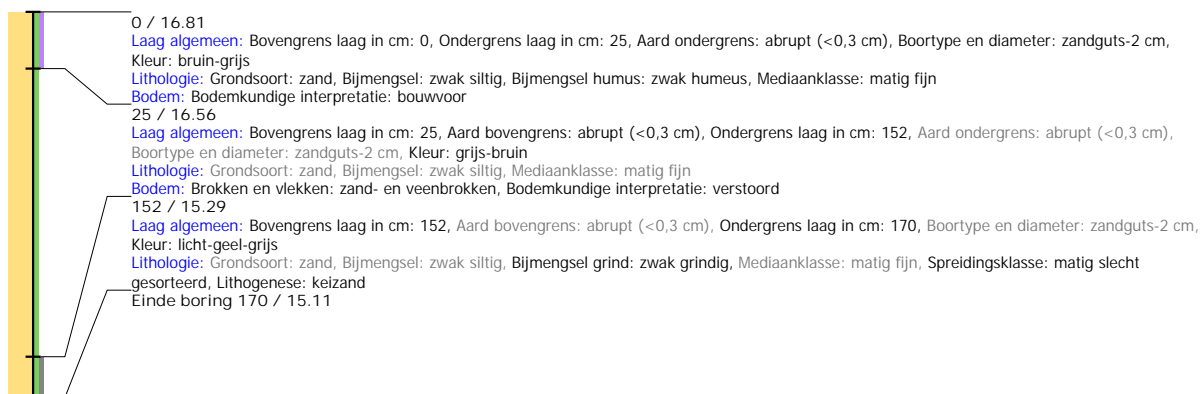 0 / 16.81
Laag algemeen: Bovengrens laag in cm: 0, Ondergrens laag in cm: 25, Aard ondergrens: abrupt (<0,3 cm), Boortype en diameter: zandguts-2 cm,
Kleur: bruin-grijs
Lithologie: Grondsoort: zand, Bijmengsel: zwak siltig, Bijmengsel humus: zwak humeus, Mediaanklasse: matig fijn
Bodem: Bodemkundige interpretatie: bouwvoor
25 / 16.56
Laag algemeen: Bovengrens laag in cm: 25, Aard bovengrens: abrupt (<0,3 cm), Ondergrens laag in cm: 152, Aard ondergrens: abrupt (<0,3 cm),
Boortype en diameter: zandguts-2 cm, Kleur: grijs-bruin
Lithologie: Grondsoort: zand, Bijmengsel: zwak siltig, Mediaanklasse: matig fijn
Bodem: Brokken en vlekken: zand- en veenbrokken, Bodemkundige interpretatie: verstoord
152 / 15.29
Laag algemeen: Bovengrens laag in cm: 152, Aard bovengrens: abrupt (<0,3 cm), Ondergrens laag in cm: 170, Boortype en diameter: zandguts-2 cm,
Kleur: licht-geel-grijs
Lithologie: Grondsoort: zand, Bijmengsel: zwak siltig, Bijmengsel grind: zwak grindig, Mediaanklasse: matig fijn, Spreidingsklasse: matig slecht
gesorteerd, Lithogenese: keizand
Einde boring 170 / 15.11